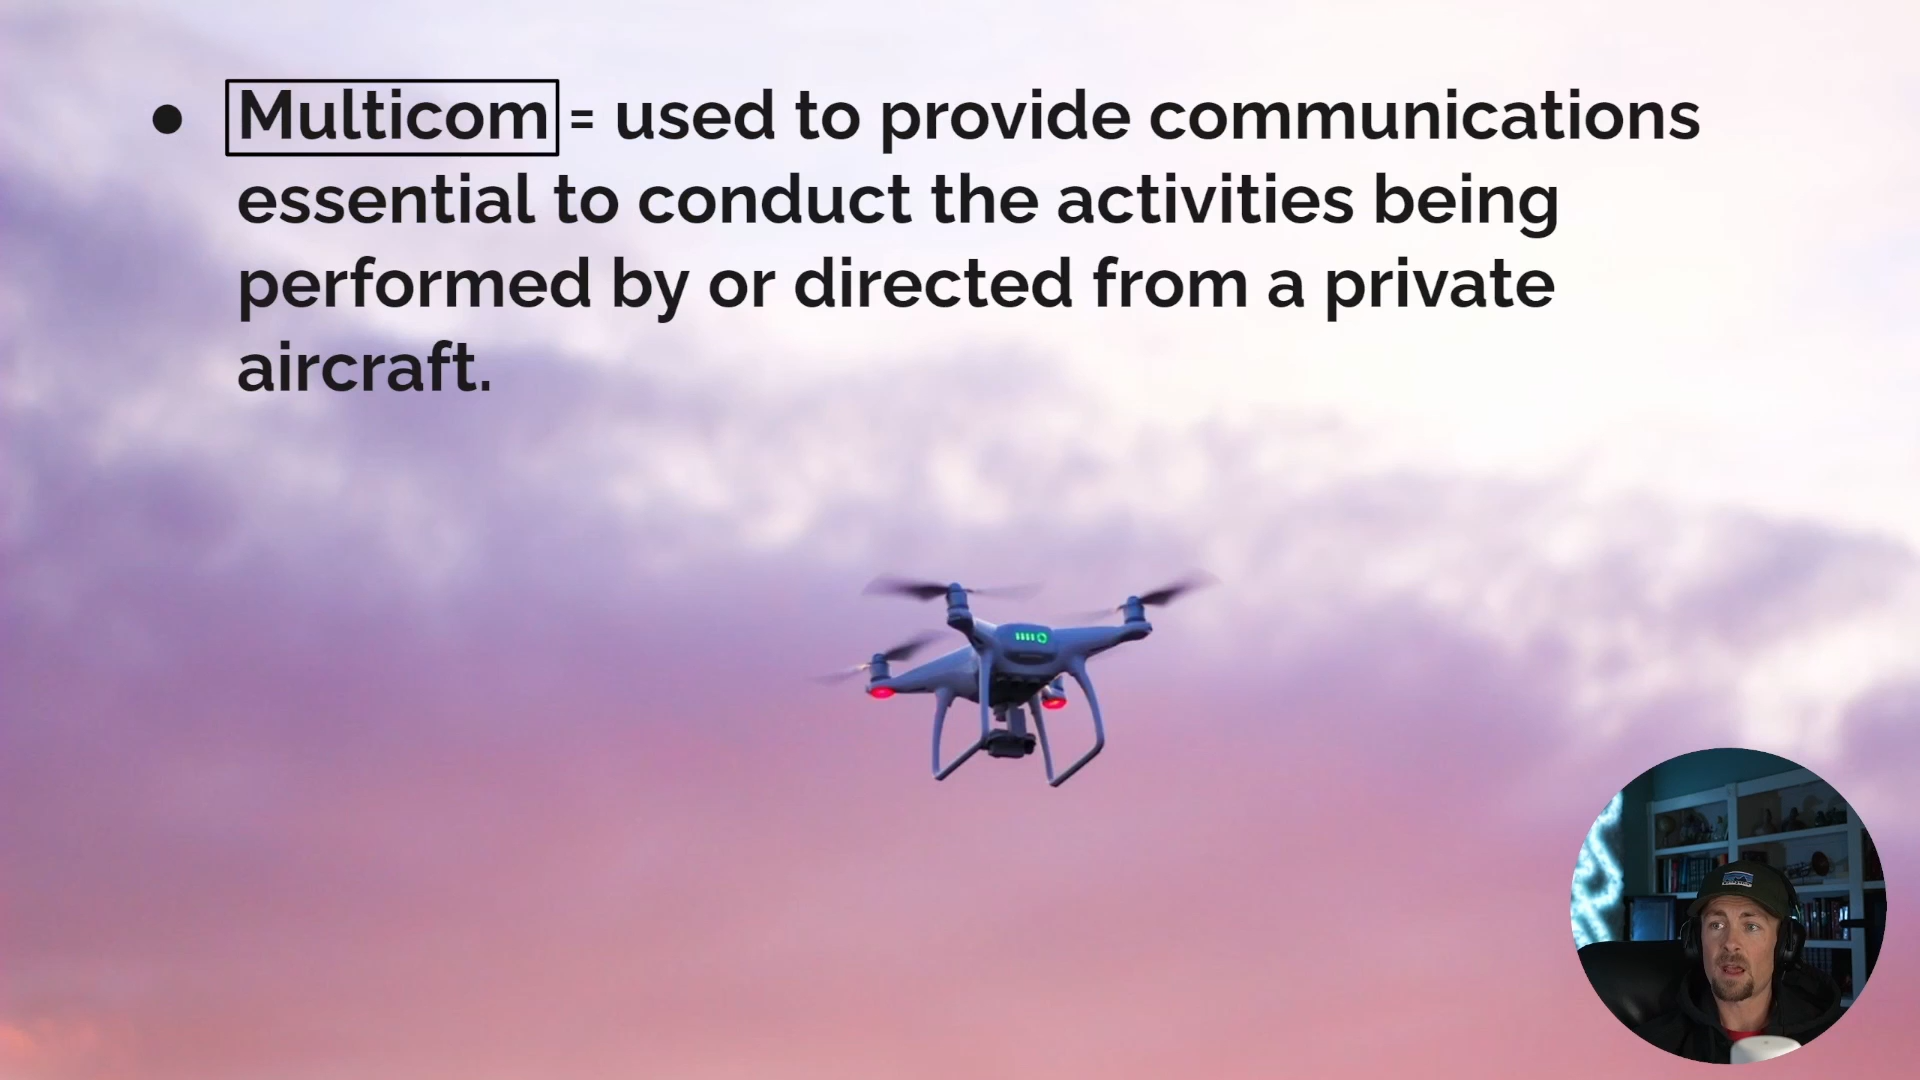 ● Multicom = used to provide communications
essential to conduct the activities being
performed by or directed from a private
aircraft.